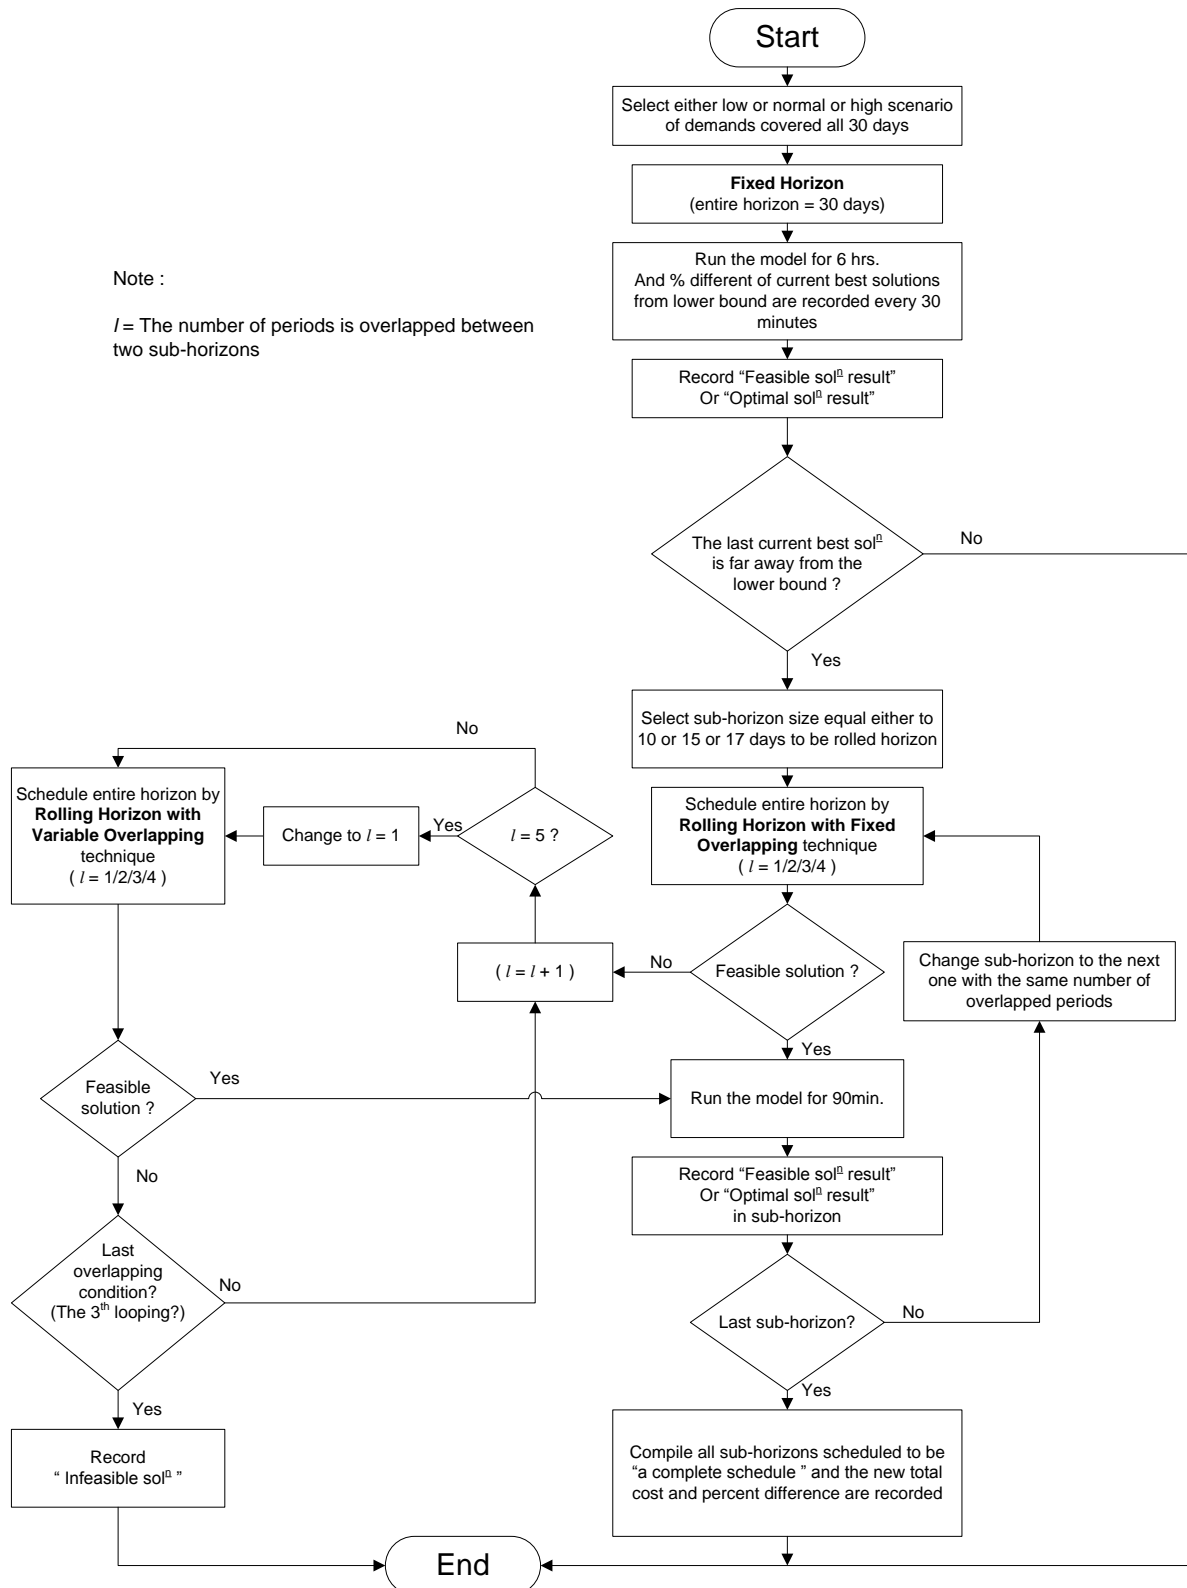 Start
Select either low or normal or high scenario
of demands covered all 30 days
Fixed Horizon
(entire horizon = 30 days)
Run the model for 6 hrs.
And % different of current best solutions
from lower bound are recorded every 30
minutes
Note :
l = The number of periods is overlapped between
two sub-horizons
Record “Feasible solⁿ result”
Or “Optimal solⁿ result”
The last current best solⁿ
is far away from the
lower bound ?
No
Yes
Select sub-horizon size equal either to
10 or 15 or 17 days to be rolled horizon
No
Schedule entire horizon by
Rolling Horizon with
Variable Overlapping
technique
( l = 1/2/3/4 )
Change to l = 1
Yes
l = 5 ?
Schedule entire horizon by
Rolling Horizon with Fixed
Overlapping technique
( l = 1/2/3/4 )
( l = l + 1 )
No
Feasible solution ?
Change sub-horizon to the next
one with the same number of
overlapped periods
Yes
Feasible
solution ?
Yes
Run the model for 90min.
No
Record “Feasible solⁿ result”
Or “Optimal solⁿ result”
in sub-horizon
Last
overlapping
condition?
(The 3th looping?)
No
Last sub-horizon?
No
Yes
Yes
Record
“ Infeasible solⁿ ”
Compile all sub-horizons scheduled to be
“a complete schedule ” and the new total
cost and percent difference are recorded
End